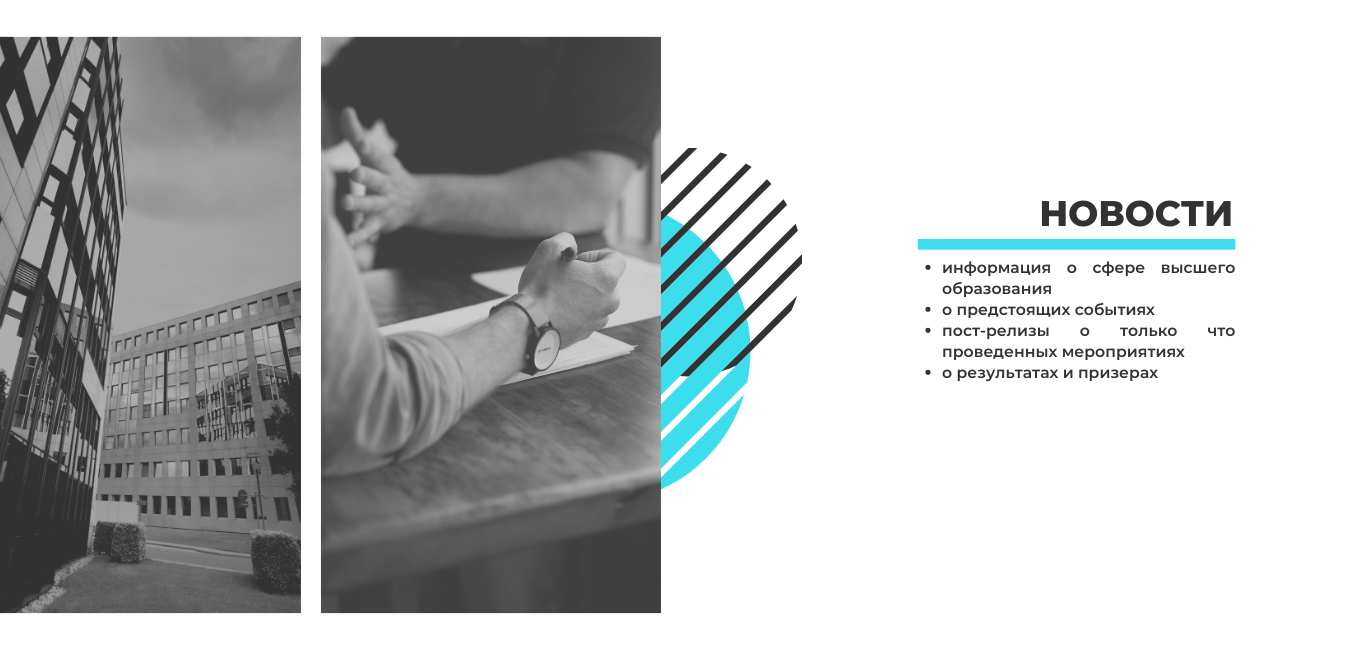 НОВОСТИ
• информация о сфере высшего
образования
• о предстоящих событиях
• пост-релизы о только что
проведенных мероприятиях
• о результатах и призерах